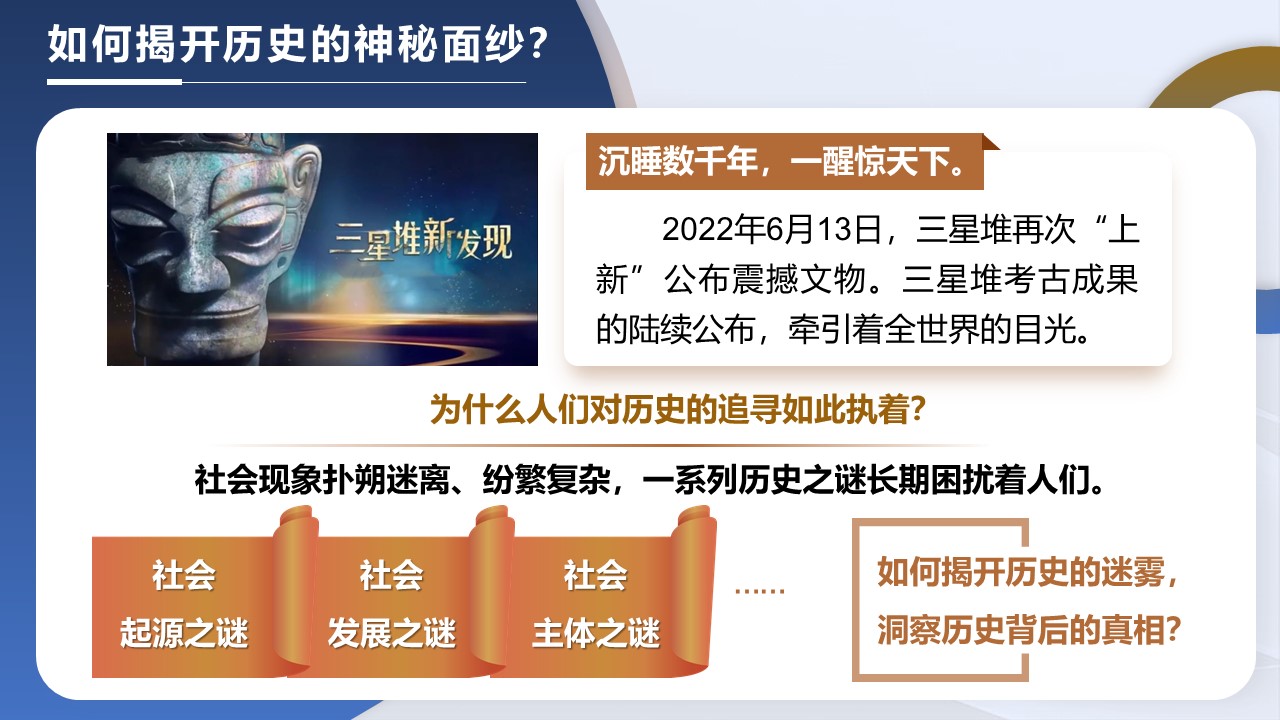 如何揭开历史的神秘面纱？
三星堆新发现
沉睡数千年，一醒惊天下。
2022年6月13日，三星堆再次“上
新”公布震撼文物。三星堆考古成果
的陆续公布，牵引着全世界的目光。
为什么人们对历史的追寻如此执着？
社会现象扑朔迷离、纷繁复杂，一系列历史之谜长期困扰着人们。
社会
起源之谜
社会
发展之谜
社会
主体之谜
……
如何揭开历史的迷雾，
洞察历史背后的真相？